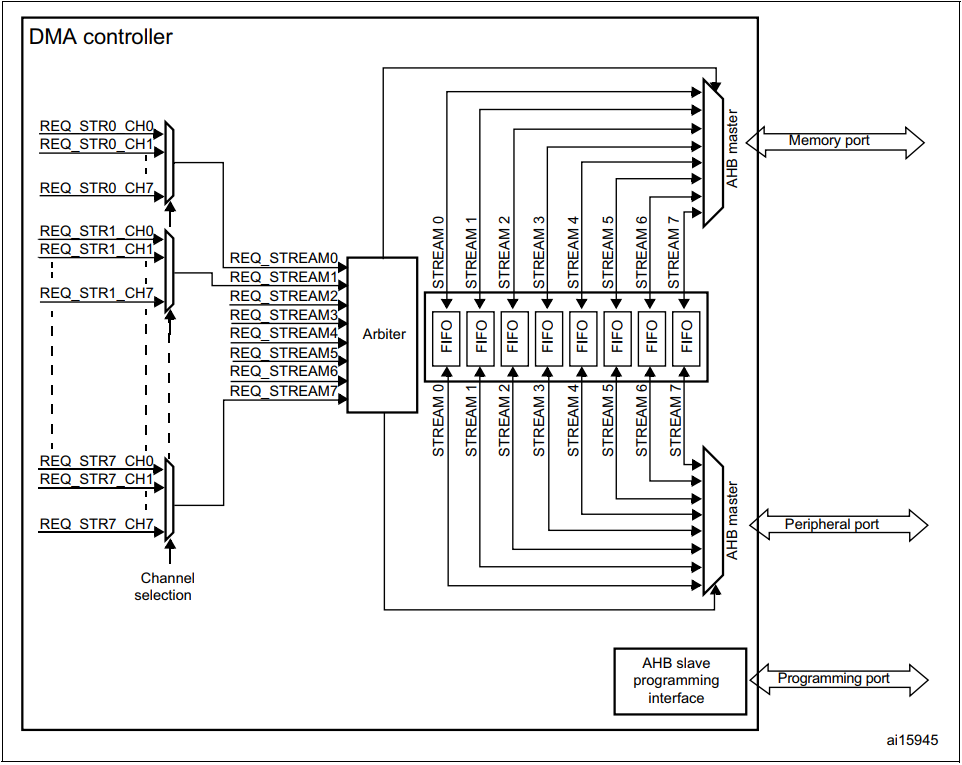 DMA controller
REQ_STR0_CH0
REQ_STR0_CH1
REQ_STR0_CH7
REQ_STR1_CH0
REQ_STR1_CH1
REQ_STR1_CH7
REQ_STR7_CH0
REQ_STR7_CH1
REQ_STR7_CH7
Channel
selection
REQ_STREAM0
REQ_STREAM1
REQ_STREAM2
REQ_STREAM3
REQ_STREAM4
REQ_STREAM5
REQ_STREAM6
REQ_STREAM7
Arbiter
STREAM 0
STREAM 1
STREAM 2
STREAM 3
STREAM 4
STREAM 5
STREAM 6
STREAM 7
FIFO
FIFO
FIFO
FIFO
FIFO
FIFO
FIFO
FIFO
STREAM 0
STREAM 1
STREAM 2
STREAM 3
STREAM 4
STREAM 5
STREAM 6
STREAM 7
AHB master
Memory port
AHB master
Peripheral port
AHB slave
programming
interface
Programming port
ai15945